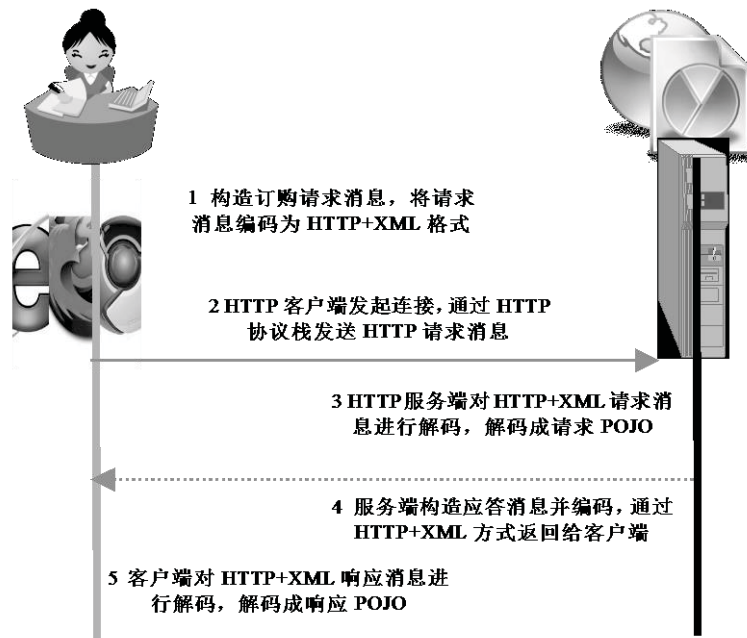 1 构造订购请求消息，将请求
消息编码为 HTTP+XML 格式
2 HTTP 客户端发起连接，通过 HTTP
协议栈发送 HTTP 请求消息
3 HTTP 服务端对 HTTP+XML 请求消
息进行解码，解码成请求 POJO
4 服务端构造应答消息并编码，通过
HTTP+XML 方式返回给客户端
5 客户端对 HTTP+XML 响应消息进
行解码，解码成响应 POJO